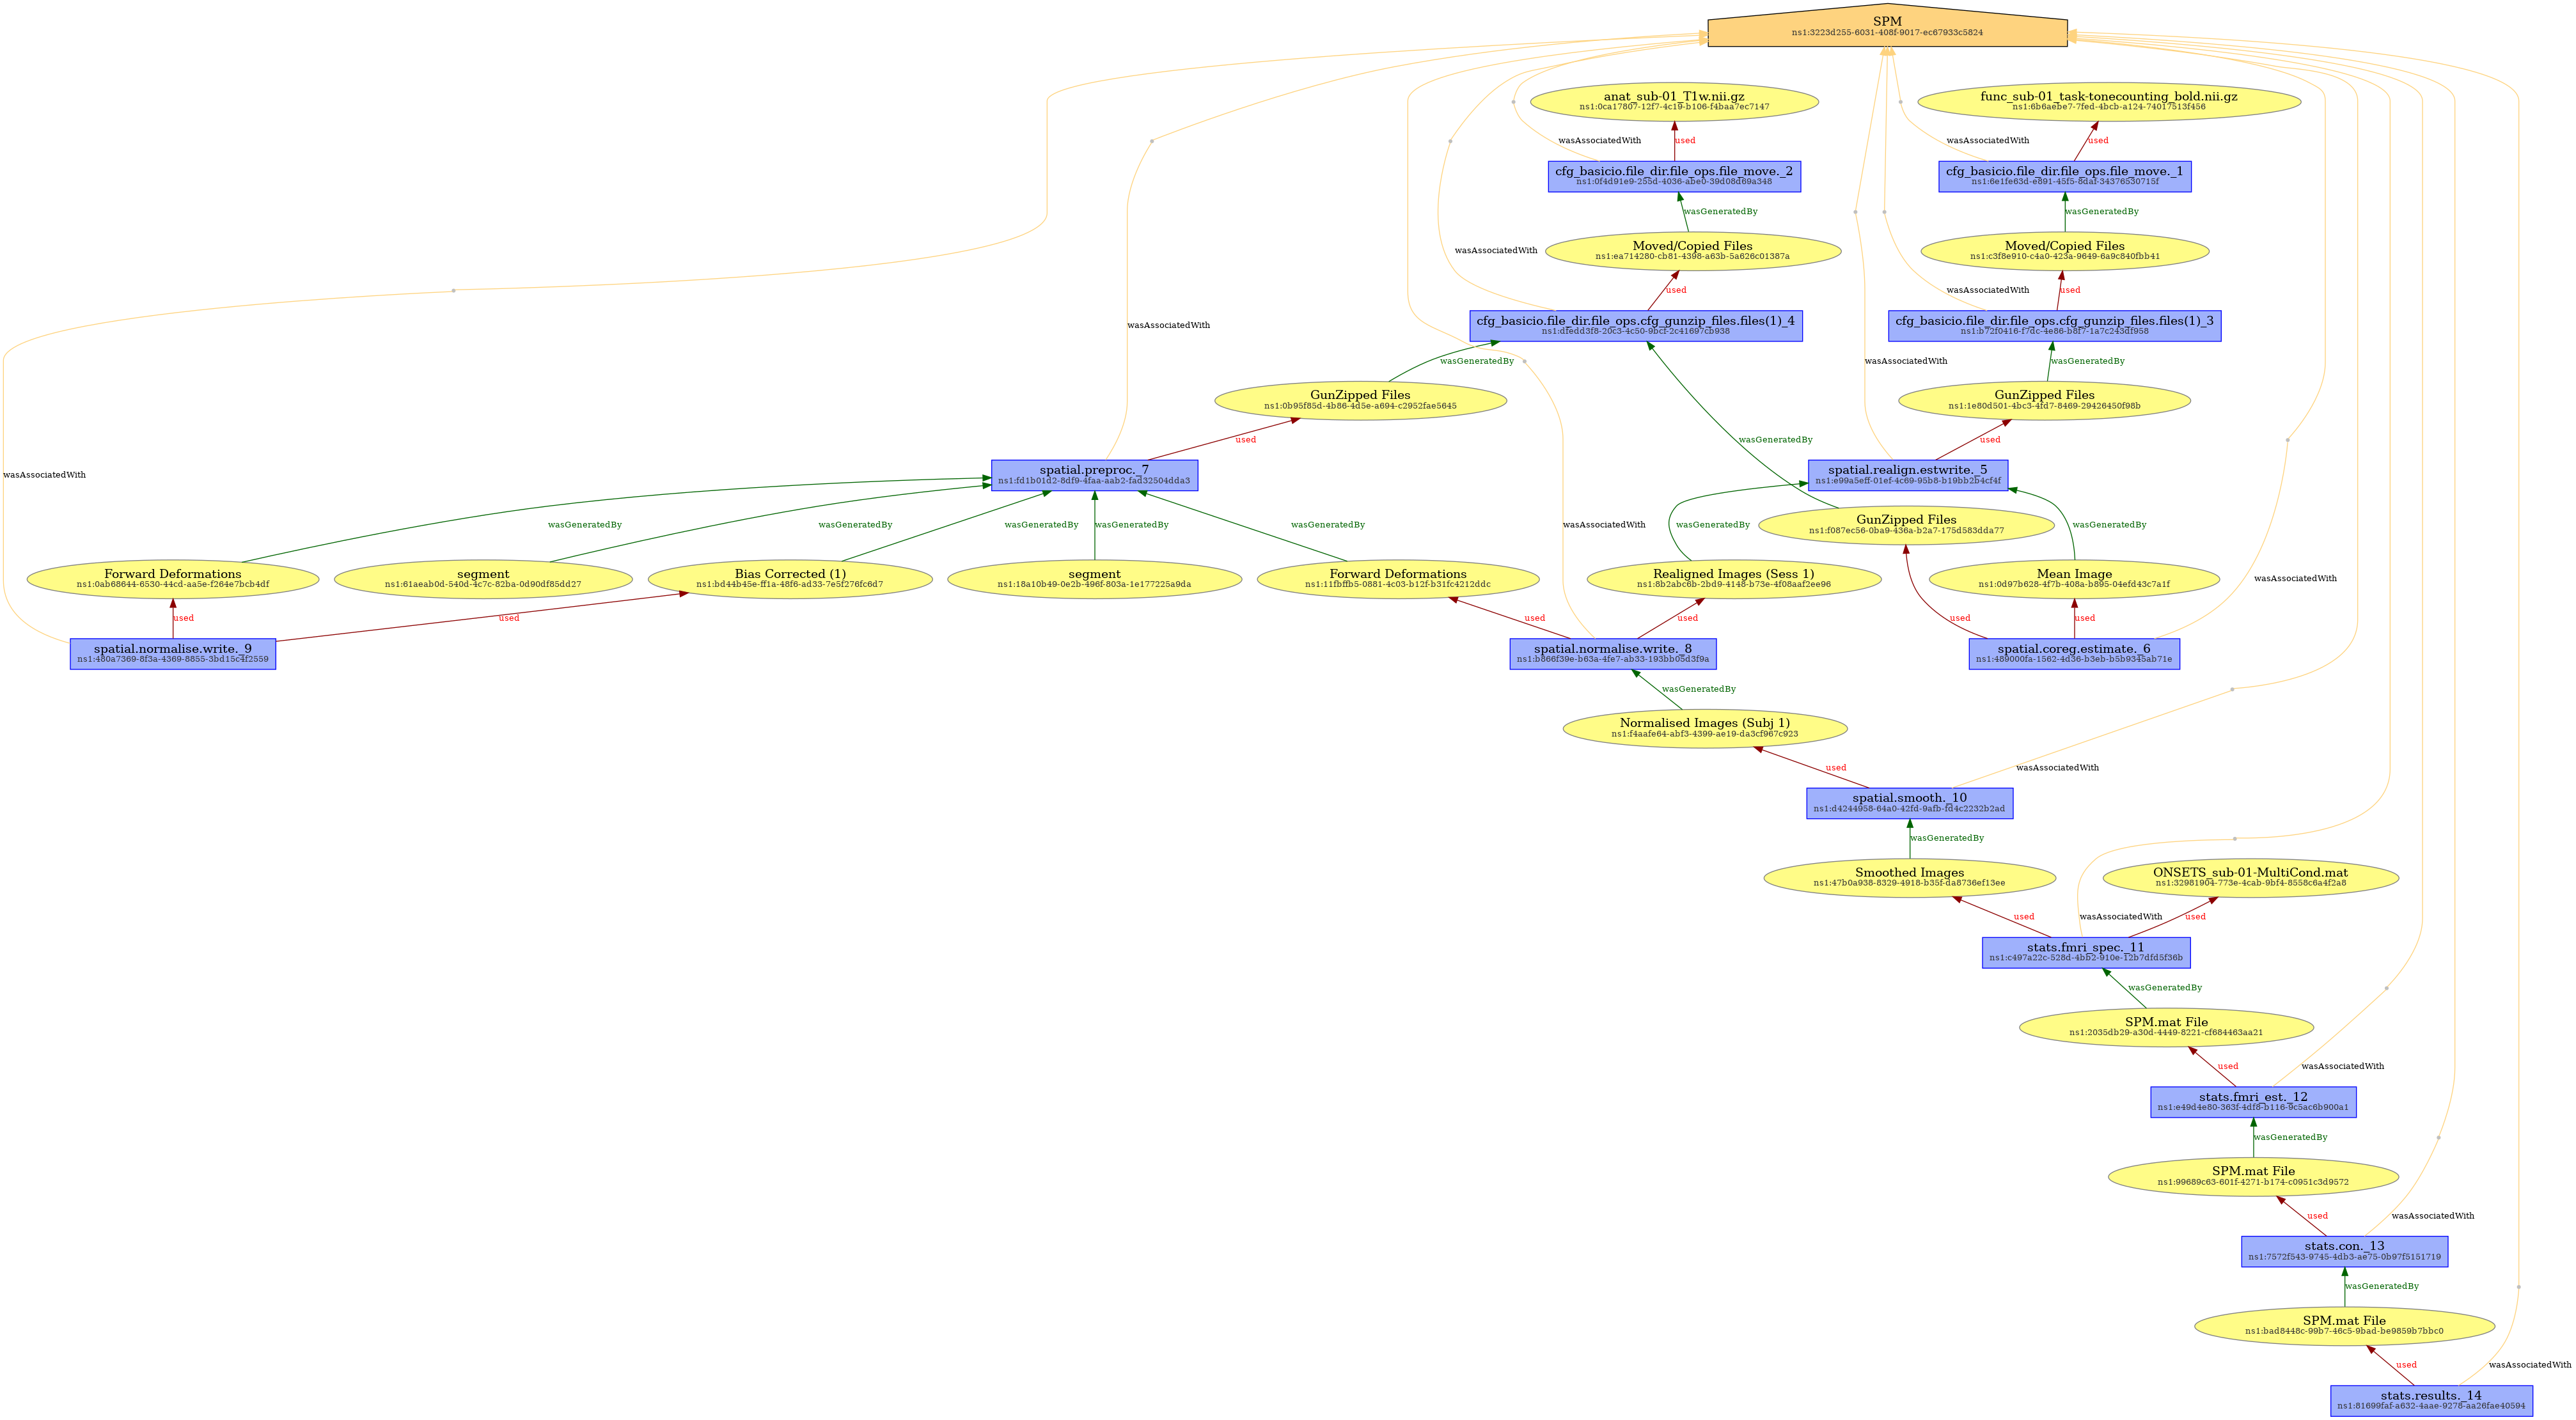 SPM
ns1:3223d255-6031-408f-9017-ec67933c5824
anat_sub-01_T1w.nii.gz
ns1:0ca17807-12f7-4c19-b106-f4baa7ec7147
func_sub-01_task-tonecounting_bold.nii.gz
ns1:6b6aebe7-7fed-4bcb-a124-74017513f456
wasAssociatedWith
used
wasAssociatedWith
used
cfg_basicio.file_dir.file_ops.file_move._2
ns1:0f4d91e9-255d-4036-abe0-39d08d69a348
cfg_basicio.file_dir.file_ops.file_move._1
ns1:6e1fe63d-e891-45f5-8daf-34376530715f
wasGeneratedBy
wasGeneratedBy
Moved/Copied Files
ns1:ea714280-cb81-4398-a63b-5a626c01387a
Moved/Copied Files
ns1:c3f8e910-c4a0-423a-9649-6a9c840fbb41
wasAssociatedWith
used
wasAssociatedWith
used
cfg_basicio.file_dir.file_ops.cfg_gunzip_files.files(1)_4
ns1:dfedd3f8-20c3-4c50-9bcf-2c41697cb938
cfg_basicio.file_dir.file_ops.cfg_gunzip_files.files(1)_3
ns1:b72f0416-f7dc-4e86-b8f7-1a7c243df958
wasAssociatedWith
wasGeneratedBy
wasAssociatedWith
wasGeneratedBy
GunZipped Files
ns1:0b95f85d-4b86-4d5e-a694-c2952fae5645
GunZipped Files
ns1:1e80d501-4bc3-4fd7-8469-29426450f98b
used
wasGeneratedBy
used
wasAssociatedWith
spatial.preproc._7
ns1:fd1b01d2-8df9-4faa-aab2-fad32504dda3
spatial.realign.estwrite._5
ns1:e99a5eff-01ef-4c69-95b8-b19bb2b4cf4f
wasGeneratedBy
wasGeneratedBy
wasGeneratedBy
wasGeneratedBy
wasGeneratedBy
wasAssociatedWith
wasGeneratedBy
GunZipped Files
ns1:f087ec56-0ba9-436a-b2a7-175d583dda77
wasGeneratedBy
Forward Deformations
ns1:0ab68644-6530-44cd-aa5e-f264e7bcb4df
segment
ns1:61aeab0d-540d-4c7c-82ba-0d90df85dd27
Bias Corrected (1)
ns1:bd44b45e-ff1a-48f6-ad33-7e5f276fc6d7
segment
ns1:18a10b49-0e2b-496f-803a-1e177225a9da
Forward Deformations
ns1:11fbffb5-0881-4c03-b12f-b31fc4212ddc
Realigned Images (Sess 1)
ns1:8b2abc6b-2bd9-4148-b73e-4f08aaf2ee96
Mean Image
ns1:0d97b628-4f7b-408a-b895-04efd43c7a1f
wasAssociatedWith
used
used
used
used
used
used
spatial.normalise.write._9
ns1:480a7369-8f3a-4369-8855-3bd15c4f2559
spatial.normalise.write._8
ns1:b866f39e-b63a-4fe7-ab33-193bb05d3f9a
spatial.coreg.estimate._6
ns1:489000fa-1562-4d36-b3eb-b5b9345ab71e
wasGeneratedBy
Normalised Images (Subj 1)
ns1:f4aafe64-abf3-4399-ae19-da3cf967c923
used
wasAssociatedWith
spatial.smooth._10
ns1:d4244958-64a0-42fd-9afb-fd4c2232b2ad
wasGeneratedBy
Smoothed Images
ns1:47b0a938-8329-4918-b35f-da8736ef13ee
ONSETS_sub-01-MultiCond.mat
ns1:32981904-773e-4cab-9bf4-8558c6a4f2a8
used
wasAssociatedWith
used
stats.fmri_spec._11
ns1:c497a22c-528d-4bb2-910e-12b7dfd5f36b
wasGeneratedBy
SPM.mat File
ns1:2035db29-a30d-4449-8221-cf684463aa21
used
wasAssociatedWith
stats.fmri_est._12
ns1:e49d4e80-363f-4df8-b116-9c5ac6b900a1
wasGeneratedBy
SPM.mat File
ns1:99689c63-601f-4271-b174-c0951c3d9572
used
wasAssociatedWith
stats.con._13
ns1:7572f543-9745-4db3-ae75-0b97f5151719
wasGeneratedBy
SPM.mat File
ns1:bad8448c-99b7-46c5-9bad-be9859b7bbc0
used
wasAssociatedWith
stats.results._14
ns1:81699faf-a632-4aae-9278-aa26fae40594